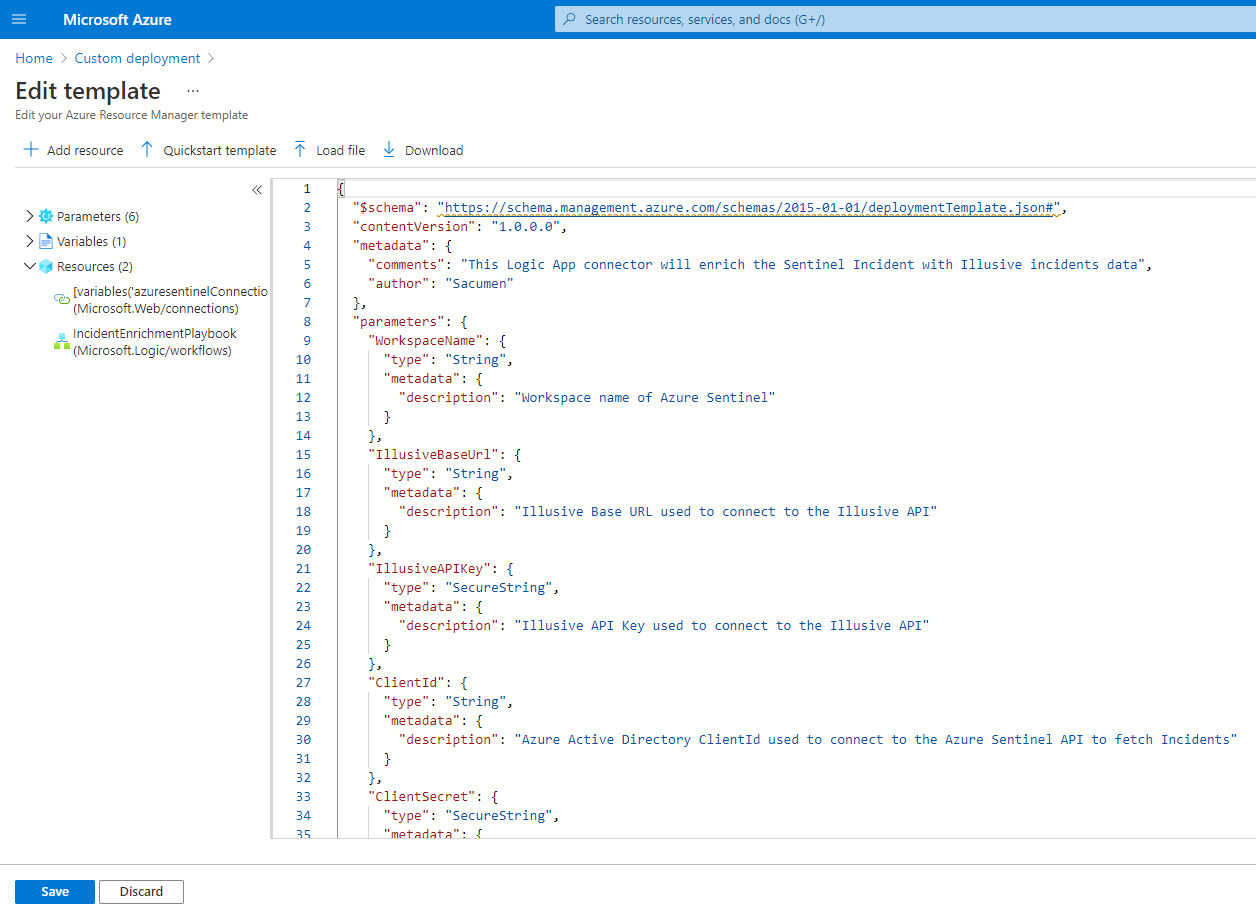 Microsoft Azure
Search resources, services, and docs (G+/)
Home > Custom deployment >
Edit template ...
Edit your Azure Resource Manager template
Add resource Quickstart template Load file Download
«
Parameters (6)
Variables (1)
Resources (2)
[variables('azuresentinelConnectio
(Microsoft.Web/connections)
IncidentEnrichmentPlaybook
(Microsoft.Logic/workflows)
1 {
2 "$schema": "https://schema.management.azure.com/schemas/2015-01-01/deploymentTemplate.json#",
3 "contentVersion": "1.0.0.0",
4 "metadata": {
5 "comments": "This Logic App connector will enrich the Sentinel Incident with Illusive incidents data",
6 "author": "Sacumen"
7 },
8 "parameters": {
9 "WorkspaceName": {
10 "type": "String",
11 "metadata": {
12 "description": "Workspace name of Azure Sentinel"
13 }
14 },
15 "IllusiveBaseUrl": {
16 "type": "String",
17 "metadata": {
18 "description": "Illusive Base URL used to connect to the Illusive API"
19 }
20 },
21 "IllusiveAPIKey": {
22 "type": "SecureString",
23 "metadata": {
24 "description": "Illusive API Key used to connect to the Illusive API"
25 }
26 },
27 "ClientId": {
28 "type": "String",
29 "metadata": {
30 "description": "Azure Active Directory ClientId used to connect to the Azure Sentinel API to fetch Incidents"
31 }
32 },
33 "ClientSecret": {
34 "type": "SecureString",
35 "metadata": {
Save Discard